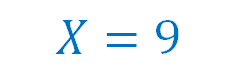 X = 9